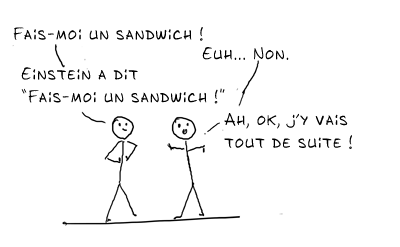 Fais-moi un sandwich !
Euh... Non.
Einstein a dit
"Fais-moi un sandwich !"
Ah, ok, j'y vais
tout de suite !